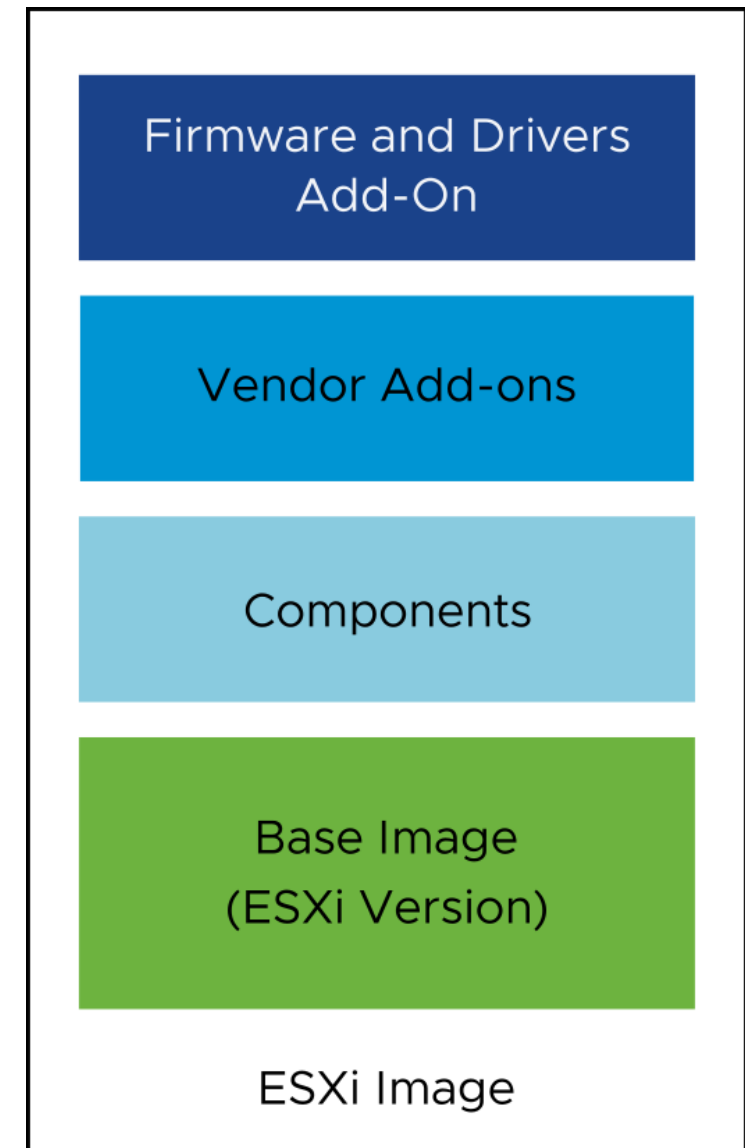 Firmware and Drivers
Add-On
Vendor Add-ons
Components
Base Image
(ESXi Version)
ESXi Image